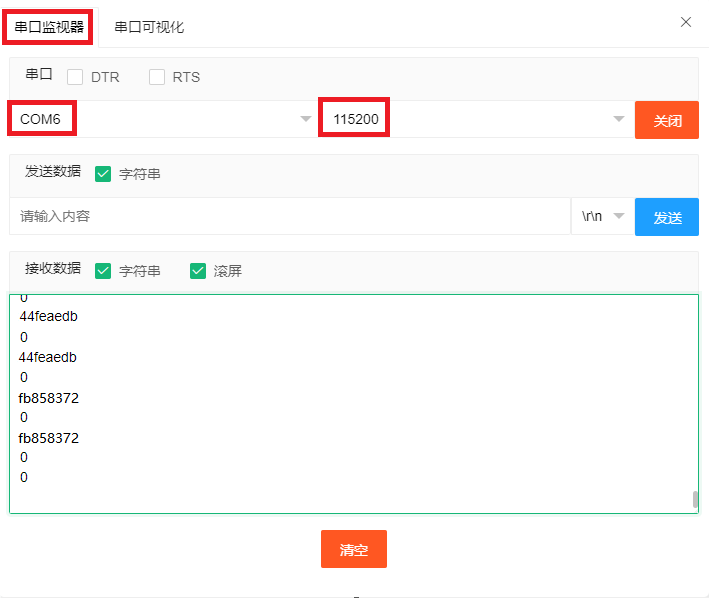 串口监视器 串口可视化
串口 DTR RTS
COM6 115200 关闭
发送数据 字符串
请输入内容 \r\n 发送
接收数据 字符串 滚屏
0
44feaedb
0
44feaedb
0
fb858372
0
fb858372
0
0
清空